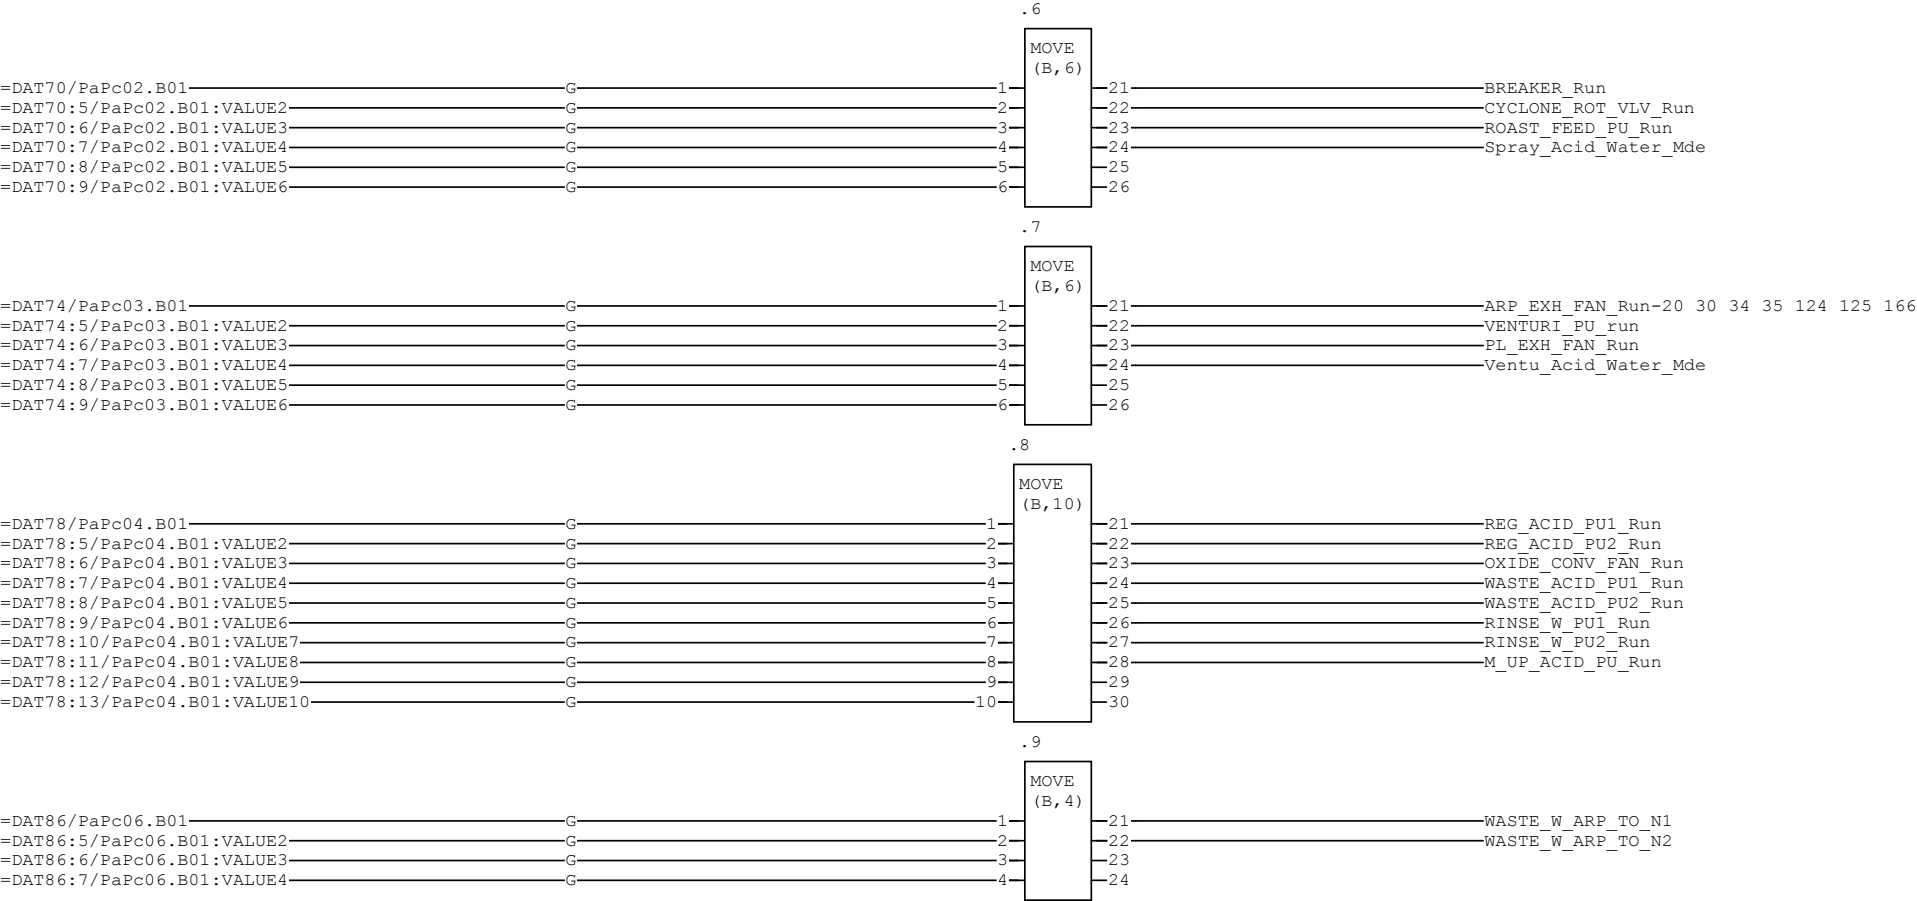 .6
MOVE
(B,6)
=DAT70/PaPc02.B01 G 1 21 BREAKER_Run
=DAT70:5/PaPc02.B01:VALUE2 G 2 22 CYCLONE_ROT_VLV_Run
=DAT70:6/PaPc02.B01:VALUE3 G 3 23 ROAST_FEED_PU_Run
=DAT70:7/PaPc02.B01:VALUE4 G 4 24 Spray_Acid_Water_Mde
=DAT70:8/PaPc02.B01:VALUE5 G 5 25
=DAT70:9/PaPc02.B01:VALUE6 G 6 26
.7
MOVE
(B,6)
=DAT74/PaPc03.B01 G 1 21 ARP_EXH_FAN_Run-20 30 34 35 124 125 166
=DAT74:5/PaPc03.B01:VALUE2 G 2 22 VENTURI_PU_run
=DAT74:6/PaPc03.B01:VALUE3 G 3 23 PL_EXH_FAN_Run
=DAT74:7/PaPc03.B01:VALUE4 G 4 24 Ventu_Acid_Water_Mde
=DAT74:8/PaPc03.B01:VALUE5 G 5 25
=DAT74:9/PaPc03.B01:VALUE6 G 6 26
.8
MOVE
(B,10)
=DAT78/PaPc04.B01 G 1 21 REG_ACID_PU1_Run
=DAT78:5/PaPc04.B01:VALUE2 G 2 22 REG_ACID_PU2_Run
=DAT78:6/PaPc04.B01:VALUE3 G 3 23 OXIDE_CONV_FAN_Run
=DAT78:7/PaPc04.B01:VALUE4 G 4 24 WASTE_ACID_PU1_Run
=DAT78:8/PaPc04.B01:VALUE5 G 5 25 WASTE_ACID_PU2_Run
=DAT78:9/PaPc04.B01:VALUE6 G 6 26 RINSE_W_PU1_Run
=DAT78:10/PaPc04.B01:VALUE7 G 7 27 RINSE_W_PU2_Run
=DAT78:11/PaPc04.B01:VALUE8 G 8 28 M_UP_ACID_PU_Run
=DAT78:12/PaPc04.B01:VALUE9 G 9 29
=DAT78:13/PaPc04.B01:VALUE10 G 10 30
.9
MOVE
(B,4)
=DAT86/PaPc06.B01 G 1 21 WASTE_W_ARP_TO_N1
=DAT86:5/PaPc06.B01:VALUE2 G 2 22 WASTE_W_ARP_TO_N2
=DAT86:6/PaPc06.B01:VALUE3 G 3 23
=DAT86:7/PaPc06.B01:VALUE4 G 4 24